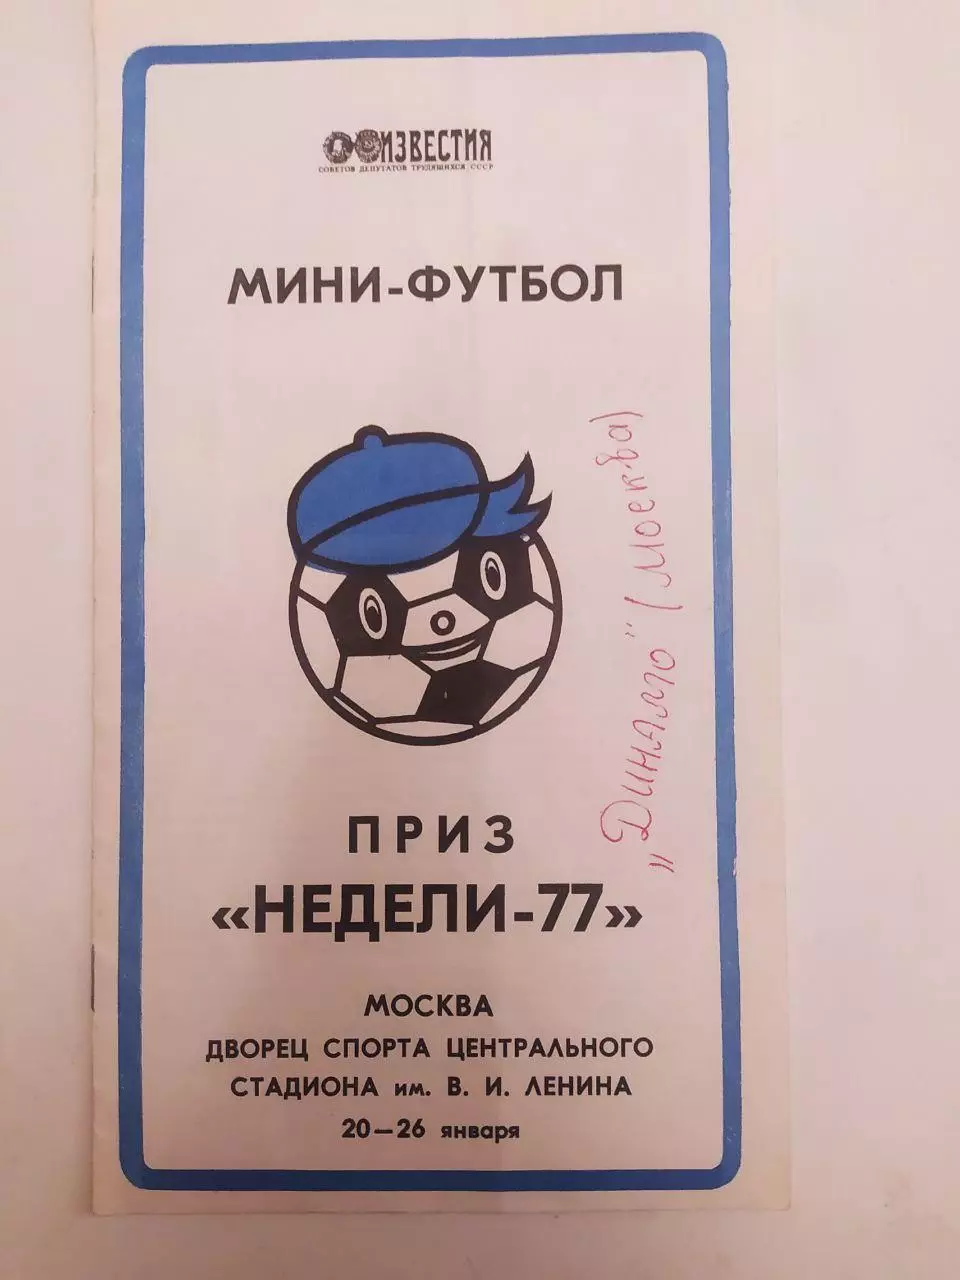 ИЗВЕСТИЯ
СОВЕТОВ ДЕПУТАТОВ ТРУДЯЩИХСЯ СССР
МИНИ-ФУТБОЛ
"Динамо" (Москва)
ПРИЗ
«НЕДЕЛИ-77»
МОСКВА
ДВОРЕЦ СПОРТА ЦЕНТРАЛЬНОГО
СТАДИОНА им. В. И. ЛЕНИНА
20—26 января